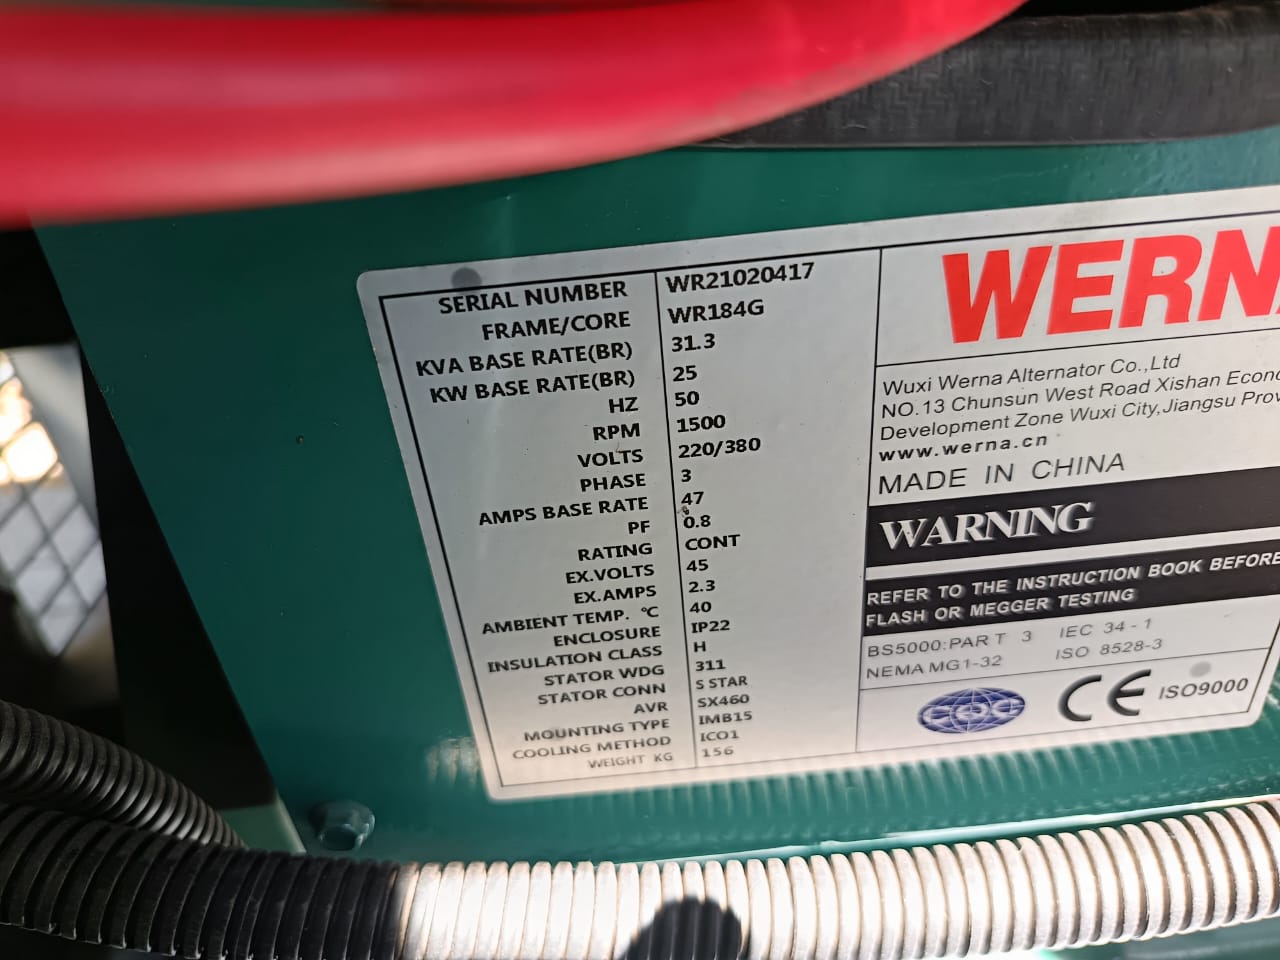 SERIAL NUMBER WR21020417
FRAME/CORE WR184G
KVA BASE RATE(BR) 31.3
KW BASE RATE(BR) 25
HZ 50
RPM 1500
VOLTS 220/380
PHASE 3
AMPS BASE RATE 47
PF 0.8
RATING CONT
EX.VOLTS 45
EX.AMPS 2.3
AMBIENT TEMP. °C 40
ENCLOSURE IP22
INSULATION CLASS H
STATOR WDG 311
STATOR CONN S STAR
AVR SX460
MOUNTING TYPE IMB15
COOLING METHOD ICO1
WEIGHT KG 156
WERNA
Wuxi Werna Alternator Co.,Ltd
NO.13 Chunsun West Road Xishan Econo
Development Zone Wuxi City,Jiangsu Prov
www.werna.cn
MADE IN CHINA
WARNING
REFER TO THE INSTRUCTION BOOK BEFORE
FLASH OR MEGGER TESTING
BS5000:PART 3 IEC 34-1
NEMA MG1-32 ISO 8528-3
CQC CE ISO9000